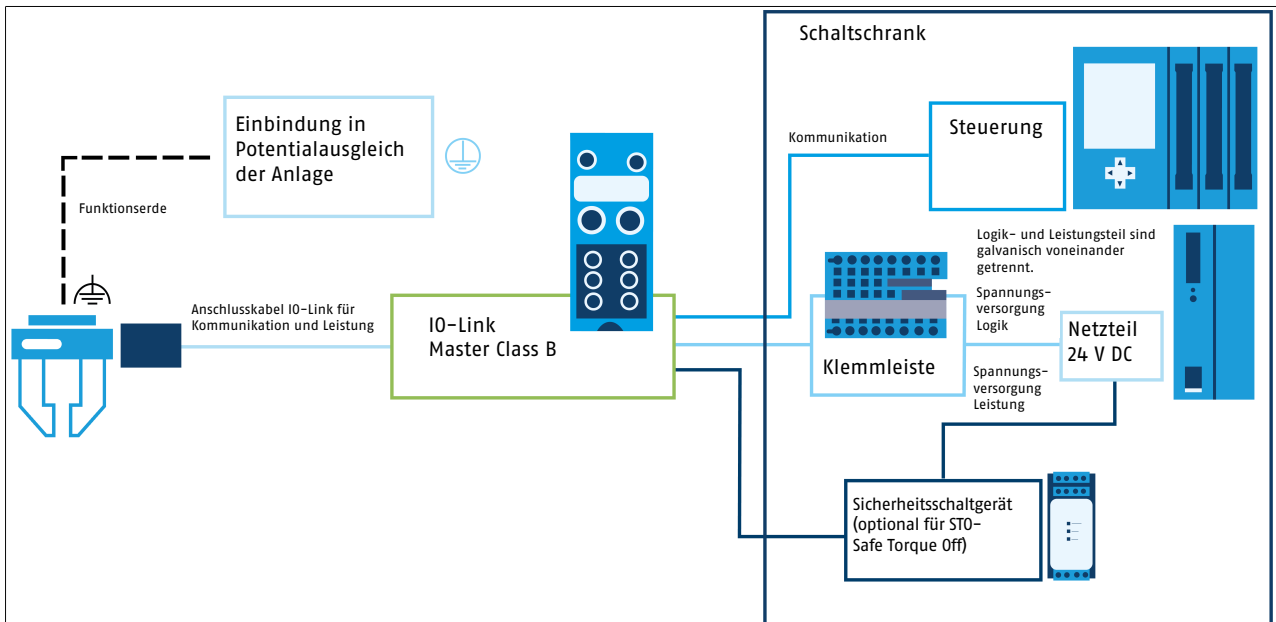 Schaltschrank
Einbindung in
Potentialausgleich
der Anlage
Kommunikation
Steuerung
Funktionserde
Logik- und Leistungsteil sind
galvanisch voneinander
getrennt.
Anschlusskabel IO-Link für
Kommunikation und Leistung
IO-Link
Master Class B
Klemmleiste
Spannungs-
versorgung
Logik
Netzteil
24 V DC
Spannungs-
versorgung
Leistung
Sicherheitsschaltgerät
(optional für STO-
Safe Torque Off)